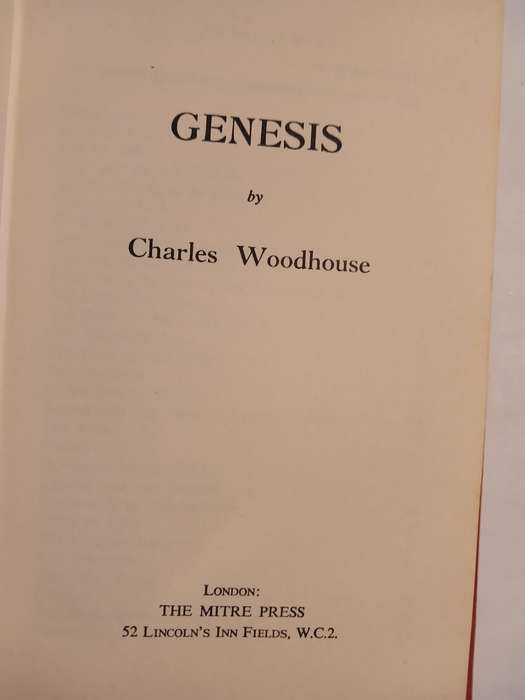 GENESIS
by
Charles Woodhouse
LONDON:
THE MITRE PRESS
52 LINCOLN'S INN FIELDS, W.C.2.